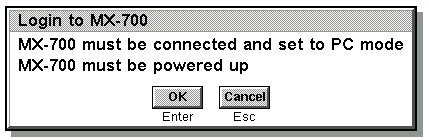 Login to MX-700
MX-700 must be connected and set to PC mode
MX-700 must be powered up
OK Cancel
Enter Esc